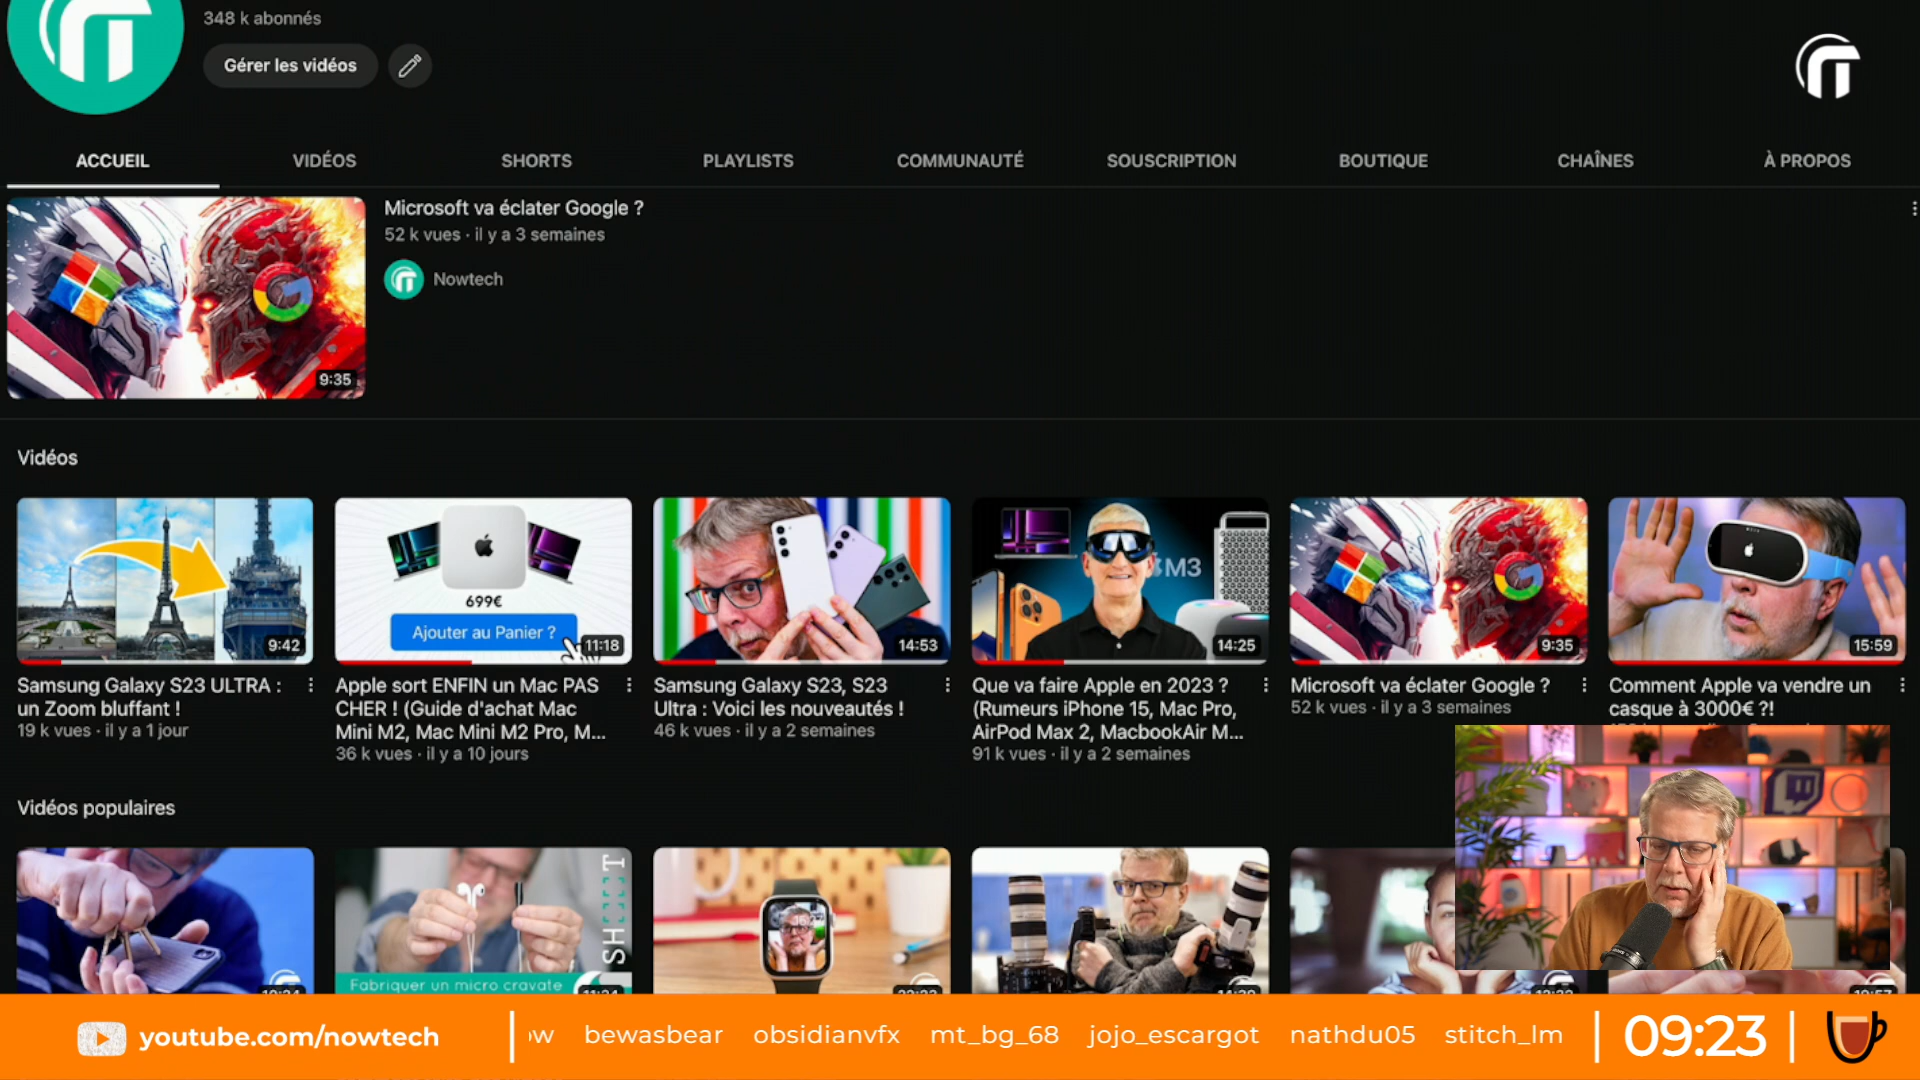 348 k abonnés
Gérer les vidéos
ACCUEIL
VIDÉOS
SHORTS
PLAYLISTS
COMMUNAUTÉ
SOUSCRIPTION
BOUTIQUE
CHAÎNES
À PROPOS
9:35
Microsoft va éclater Google ?
52 k vues · il y a 3 semaines
Nowtech
Vidéos
9:42
Samsung Galaxy S23 ULTRA :
un Zoom bluffant !
19 k vues · il y a 1 jour
699€
Ajouter au Panier ?
11:18
Apple sort ENFIN un Mac PAS
CHER ! (Guide d'achat Mac
Mini M2, Mac Mini M2 Pro, M...
36 k vues · il y a 10 jours
14:53
Samsung Galaxy S23, S23
Ultra : Voici les nouveautés !
46 k vues · il y a 2 semaines
M3
14:25
Que va faire Apple en 2023 ?
(Rumeurs iPhone 15, Mac Pro,
AirPod Max 2, MacbookAir M...
91 k vues · il y a 2 semaines
9:35
Microsoft va éclater Google ?
52 k vues · il y a 3 semaines
15:59
Comment Apple va vendre un
casque à 3000€ ?!
Vidéos populaires
Fabriquer un micro cravate
youtube.com/nowtech
ow bewasbear obsidianvfx mt_bg_68 jojo_escargot nathdu05 stitch_lm
09:23